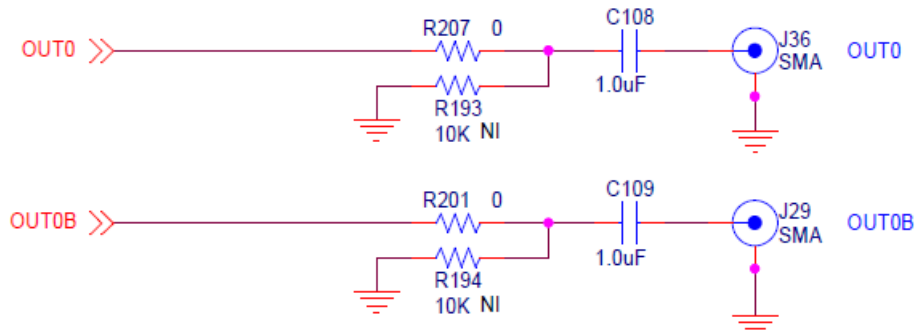 R207 0
C108
OUT0
J36
SMA
OUT0
R193
10K NI
1.0uF
R201 0
C109
OUT0B
J29
SMA
OUT0B
R194
10K NI
1.0uF